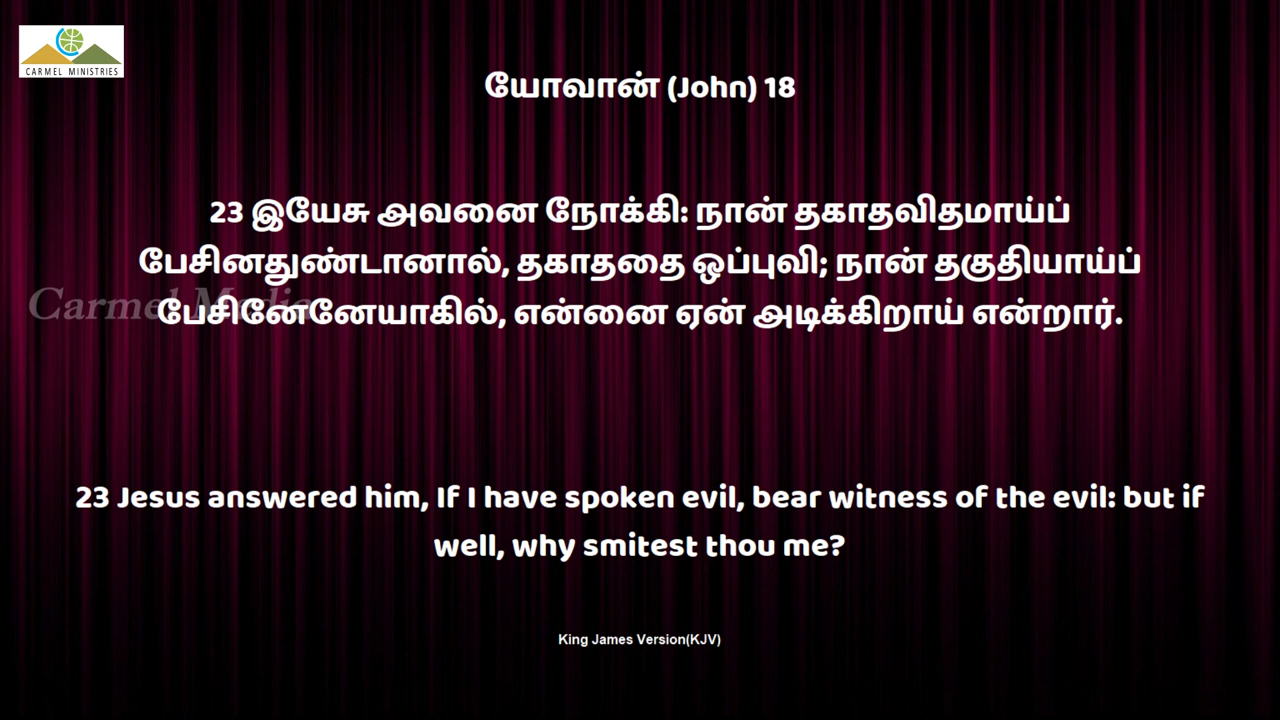 CARMEL MINISTRIES
யோவான் (John) 18
23 இயேசு அவனை நோக்கி: நான் தகாதவிதமாய்ப்
பேசினதுண்டானால், தகாததை ஒப்புவி; நான் தகுதியாய்ப்
Carmel Media
பேசினேனேயாகில், என்னை ஏன் அடிக்கிறாய் என்றார்.
23 Jesus answered him, If I have spoken evil, bear witness of the evil: but if
well, why smitest thou me?
King James Version(KJV)